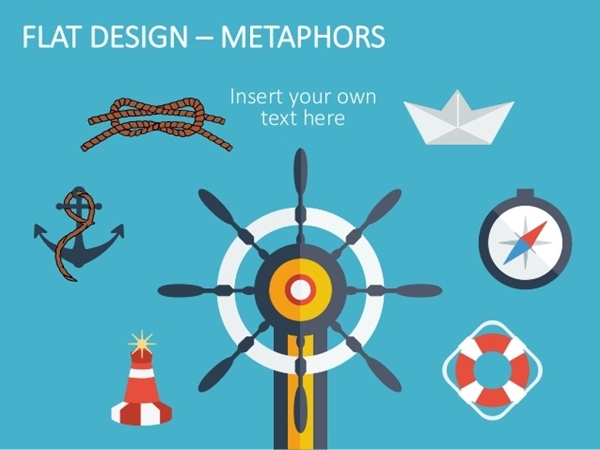 FLAT DESIGN – METAPHORS
Insert your own
text here